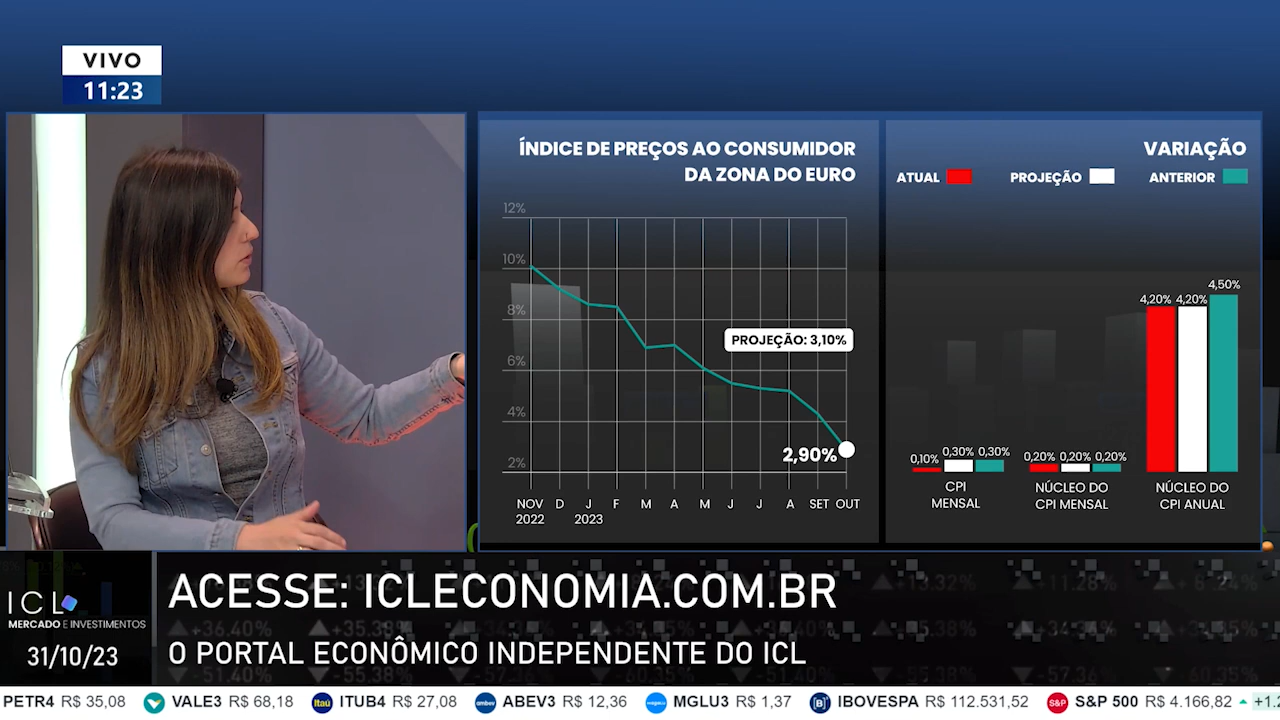 VIVO
11:23
ÍNDICE DE PREÇOS AO CONSUMIDOR
DA ZONA DO EURO
12%
10%
8%
6%
4%
2%
PROJEÇÃO: 3,10%
2,90%
NOV D J F M A M J J A SET OUT
2022 2023
VARIAÇÃO
ATUAL PROJEÇÃO ANTERIOR
0,10% 0,30% 0,30%
0,20% 0,20% 0,20%
4,20% 4,20% 4,50%
CPI
MENSAL
NÚCLEO DO
CPI MENSAL
NÚCLEO DO
CPI ANUAL
ICL
MERCADO E INVESTIMENTOS
31/10/23
ACESSE: ICLECONOMIA.COM.BR
O PORTAL ECONÔMICO INDEPENDENTE DO ICL
PETR4 R$ 35,08 VALE3 R$ 68,18 Itaú ITUB4 R$ 27,08 ambev ABEV3 R$ 12,36 MGLU3 R$ 1,37 [B]³ IBOVESPA R$ 112.531,52 S&P S&P 500 R$ 4.166,82